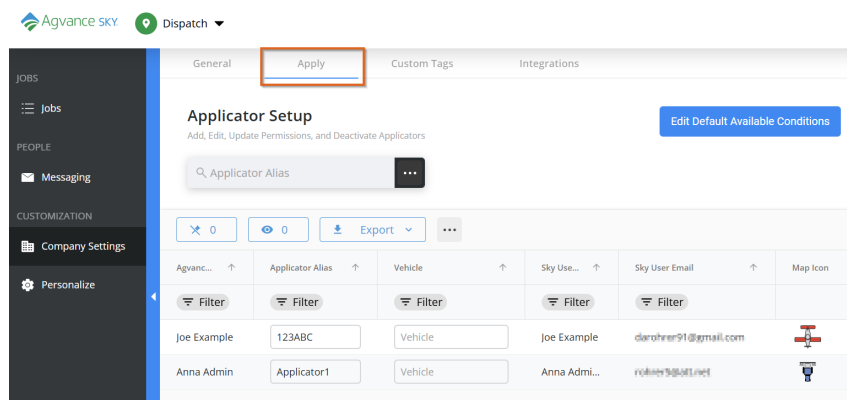 Agvance SKY Dispatch
General Apply Custom Tags Integrations
JOBS
Jobs
PEOPLE
Messaging
CUSTOMIZATION
Company Settings
Personalize
Applicator Setup
Add, Edit, Update Permissions, and Deactivate Applicators
Edit Default Available Conditions
Applicator Alias
0 0 Export
Agvanc... Applicator Alias Vehicle Sky Use... Sky User Email Map Icon
Filter Filter Filter Filter Filter
Joe Example 123ABC Vehicle Joe Example
Anna Admin Applicator1 Vehicle Anna Admi...